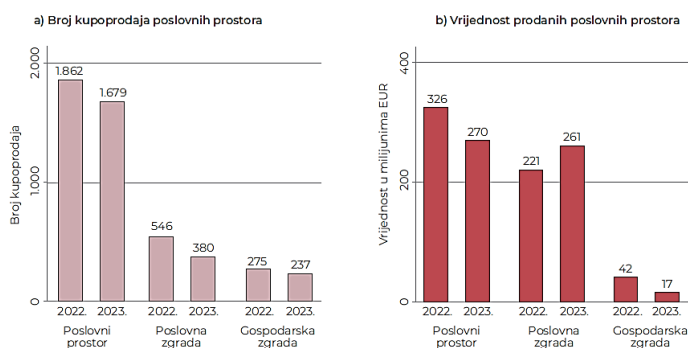 a) Broj kupoprodaja poslovnih prostora
Broj kupoprodaja
2.000
1.000
0
1.862
1.679
546
380
275
237
2022. 2023. 2022. 2023. 2022. 2023.
Poslovni prostor
Poslovna zgrada
Gospodarska zgrada
b) Vrijednost prodanih poslovnih prostora
Vrijednost u milijunima EUR
400
200
0
326
270
221
261
42
17
2022. 2023. 2022. 2023. 2022. 2023.
Poslovni prostor
Poslovna zgrada
Gospodarska zgrada